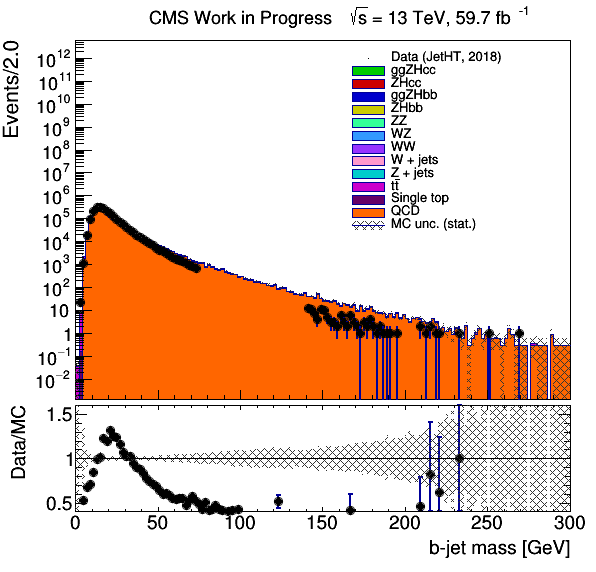 CMS Work in Progress √s = 13 TeV, 59.7 fb⁻¹
Events/2.0
10¹²
10¹¹
10¹⁰
10⁹
10⁸
10⁷
10⁶
10⁵
10⁴
10³
10²
10
1
10⁻¹
10⁻²
Data (JetHT, 2018)
ggZHcc
ZHcc
ggZHbb
ZHbb
ZZ
WZ
WW
W + jets
Z + jets
tt̄
Single top
QCD
MC unc. (stat.)
Data/MC
1.5
1
0.5
0 50 100 150 200 250 300
b-jet mass [GeV]